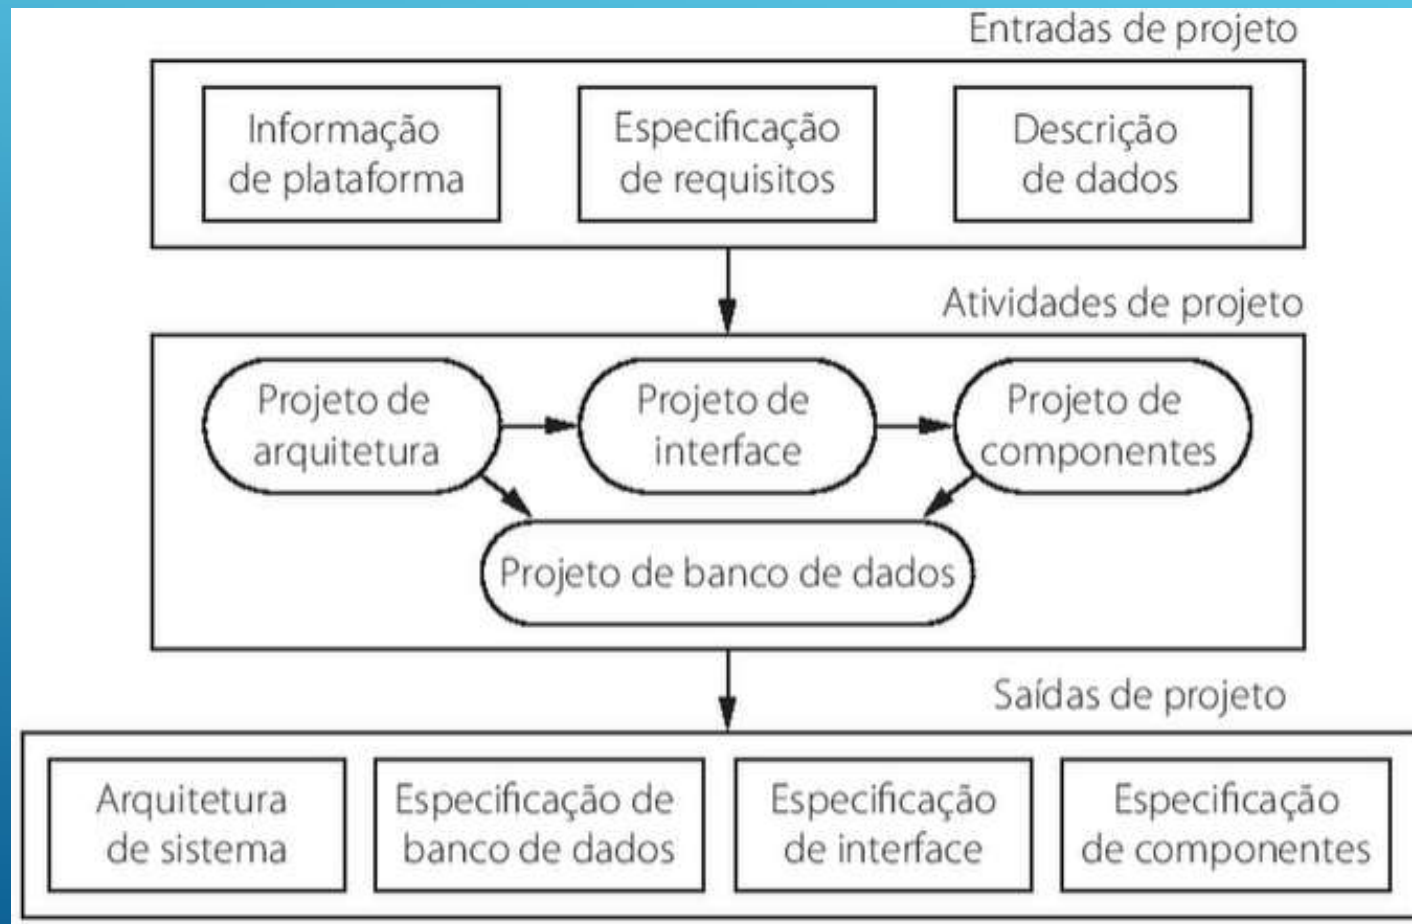 Entradas de projeto
Informação
de plataforma
Especificação
de requisitos
Descrição
de dados
Atividades de projeto
Projeto de
arquitetura
Projeto de
interface
Projeto de
componentes
Projeto de banco de dados
Saídas de projeto
Arquitetura
de sistema
Especificação de
banco de dados
Especificação
de interface
Especificação
de componentes